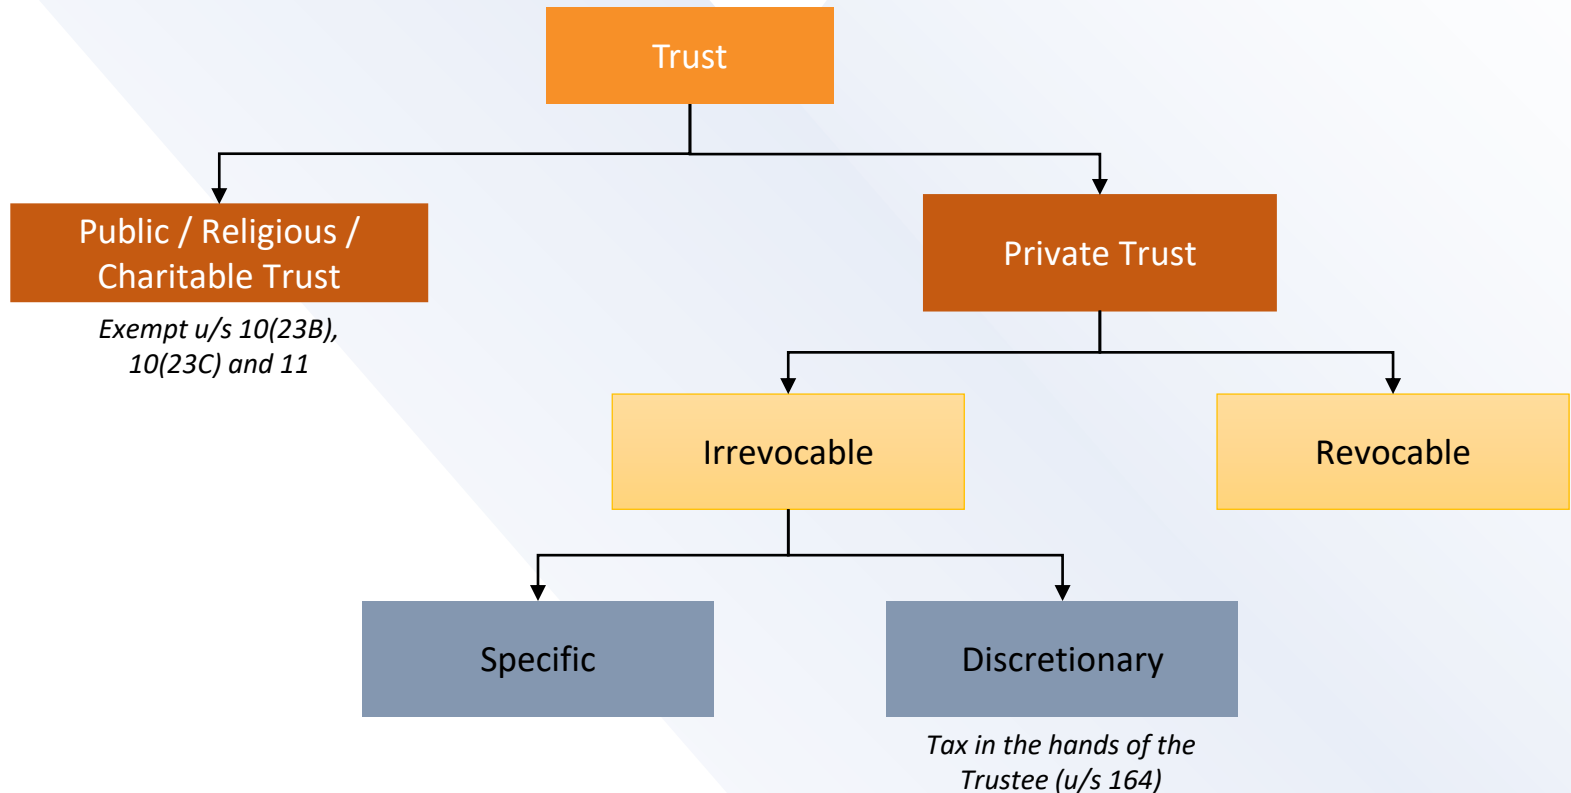 Trust
Public / Religious /
Charitable Trust
Private Trust
Exempt u/s 10(23B),
10(23C) and 11
Irrevocable
Revocable
Specific
Discretionary
Tax in the hands of the
Trustee (u/s 164)